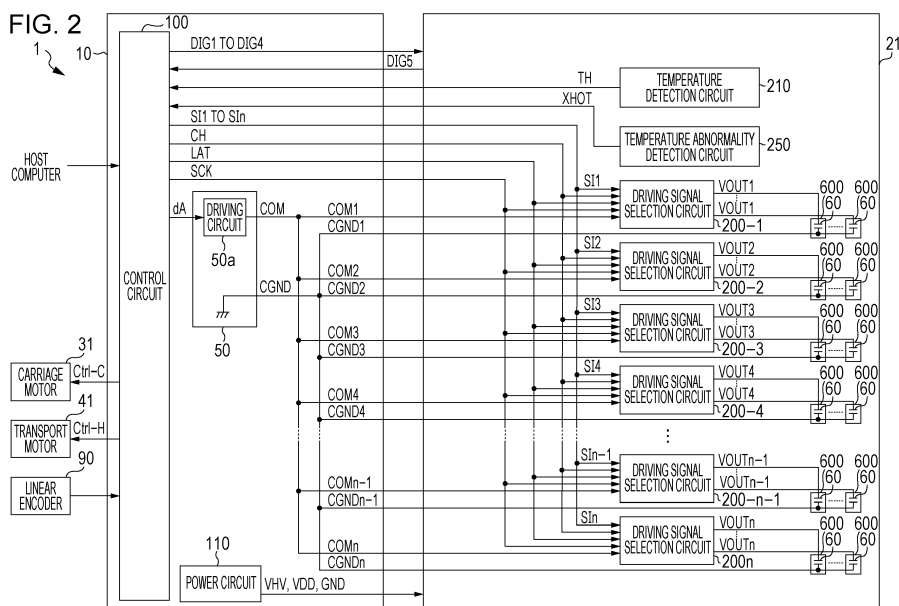 FIG. 2
1
10
100
21
DIG1 TO DIG4
DIG5
TH
TEMPERATURE
DETECTION CIRCUIT
210
XHOT
TEMPERATURE ABNORMALITY
DETECTION CIRCUIT
250
SI1 TO SIn
CH
LAT
SCK
HOST
COMPUTER
CONTROL
CIRCUIT
dA
DRIVING
CIRCUIT
50a
50
COM
CGND
COM1
CGND1
SI1
DRIVING SIGNAL
SELECTION CIRCUIT
200-1
VOUT1
VOUT1
600
60
600
60
COM2
CGND2
SI2
DRIVING SIGNAL
SELECTION CIRCUIT
200-2
VOUT2
VOUT2
600
60
600
60
COM3
CGND3
SI3
DRIVING SIGNAL
SELECTION CIRCUIT
200-3
VOUT3
VOUT3
600
60
600
60
COM4
CGND4
SI4
DRIVING SIGNAL
SELECTION CIRCUIT
200-4
VOUT4
VOUT4
600
60
600
60
31
CARRIAGE
MOTOR
Ctrl-C
41
TRANSPORT
MOTOR
Ctrl-H
90
LINEAR
ENCODER
COMn-1
CGNDn-1
SIn-1
DRIVING SIGNAL
SELECTION CIRCUIT
200-n-1
VOUTn-1
VOUTn-1
600
60
600
60
COMn
CGNDn
SIn
DRIVING SIGNAL
SELECTION CIRCUIT
200n
VOUTn
VOUTn
600
60
600
60
110
POWER CIRCUIT
VHV, VDD, GND